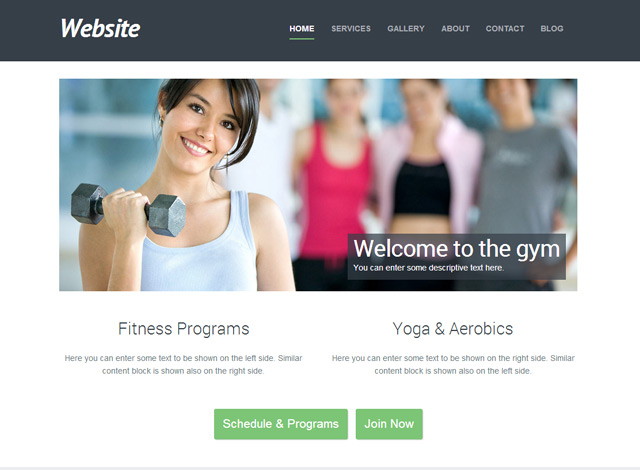 Website
HOME SERVICES GALLERY ABOUT CONTACT BLOG
Welcome to the gym
You can enter some descriptive text here.
Fitness Programs
Here you can enter some text to be shown on the left side. Similar
content block is shown also on the right side.
Yoga & Aerobics
Here you can enter some text to be shown on the right side. Similar
content block is shown also on the left side.
Schedule & Programs
Join Now